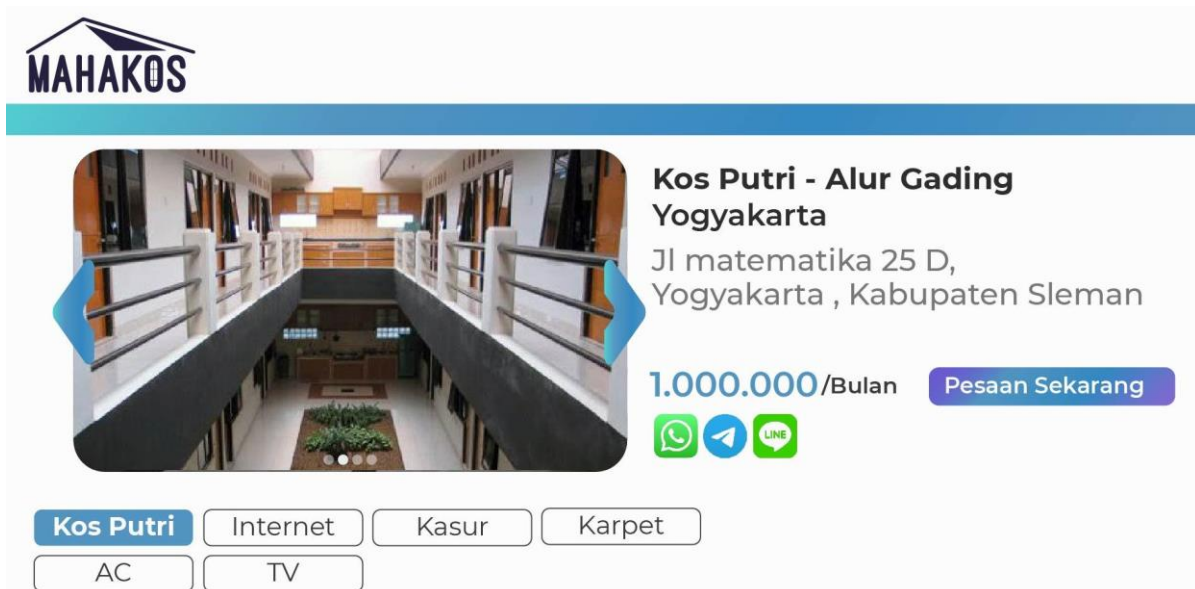 MAHAKOS
Kos Putri - Alur Gading
Yogyakarta
Jl matematika 25 D,
Yogyakarta , Kabupaten Sleman
1.000.000/Bulan
Pesaan Sekarang
LINE
Kos Putri
Internet
Kasur
Karpet
AC
TV